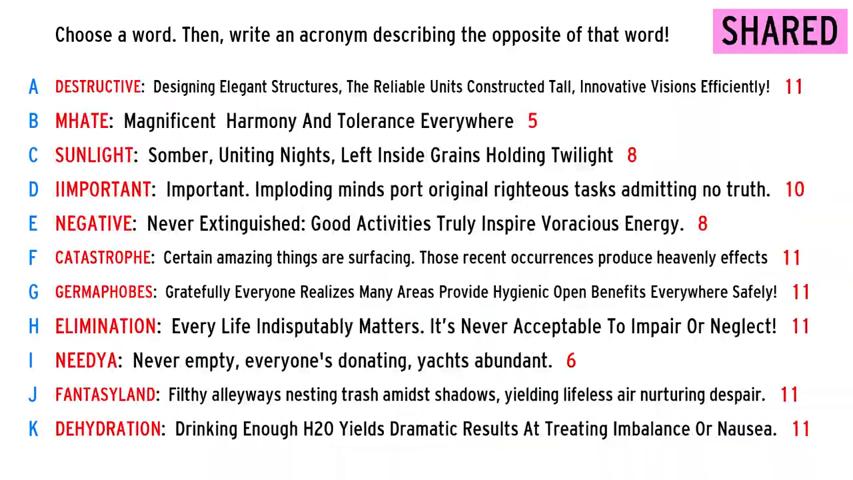 Choose a word. Then, write an acronym describing the opposite of that word!
SHARED
A DESTRUCTIVE: Designing Elegant Structures, The Reliable Units Constructed Tall, Innovative Visions Efficiently! 11
B MHATE: Magnificent Harmony And Tolerance Everywhere 5
C SUNLIGHT: Somber, Uniting Nights, Left Inside Grains Holding Twilight 8
D IIMPORTANT: Important. Imploding minds port original righteous tasks admitting no truth. 10
E NEGATIVE: Never Extinguished: Good Activities Truly Inspire Voracious Energy. 8
F CATASTROPHE: Certain amazing things are surfacing. Those recent occurrences produce heavenly effects 11
G GERMAPHOBES: Gratefully Everyone Realizes Many Areas Provide Hygienic Open Benefits Everywhere Safely! 11
H ELIMINATION: Every Life Indisputably Matters. It's Never Acceptable To Impair Or Neglect! 11
I NEEDYA: Never empty, everyone's donating, yachts abundant. 6
J FANTASYLAND: Filthy alleyways nesting trash amidst shadows, yielding lifeless air nurturing despair. 11
K DEHYDRATION: Drinking Enough H2O Yields Dramatic Results At Treating Imbalance Or Nausea. 11